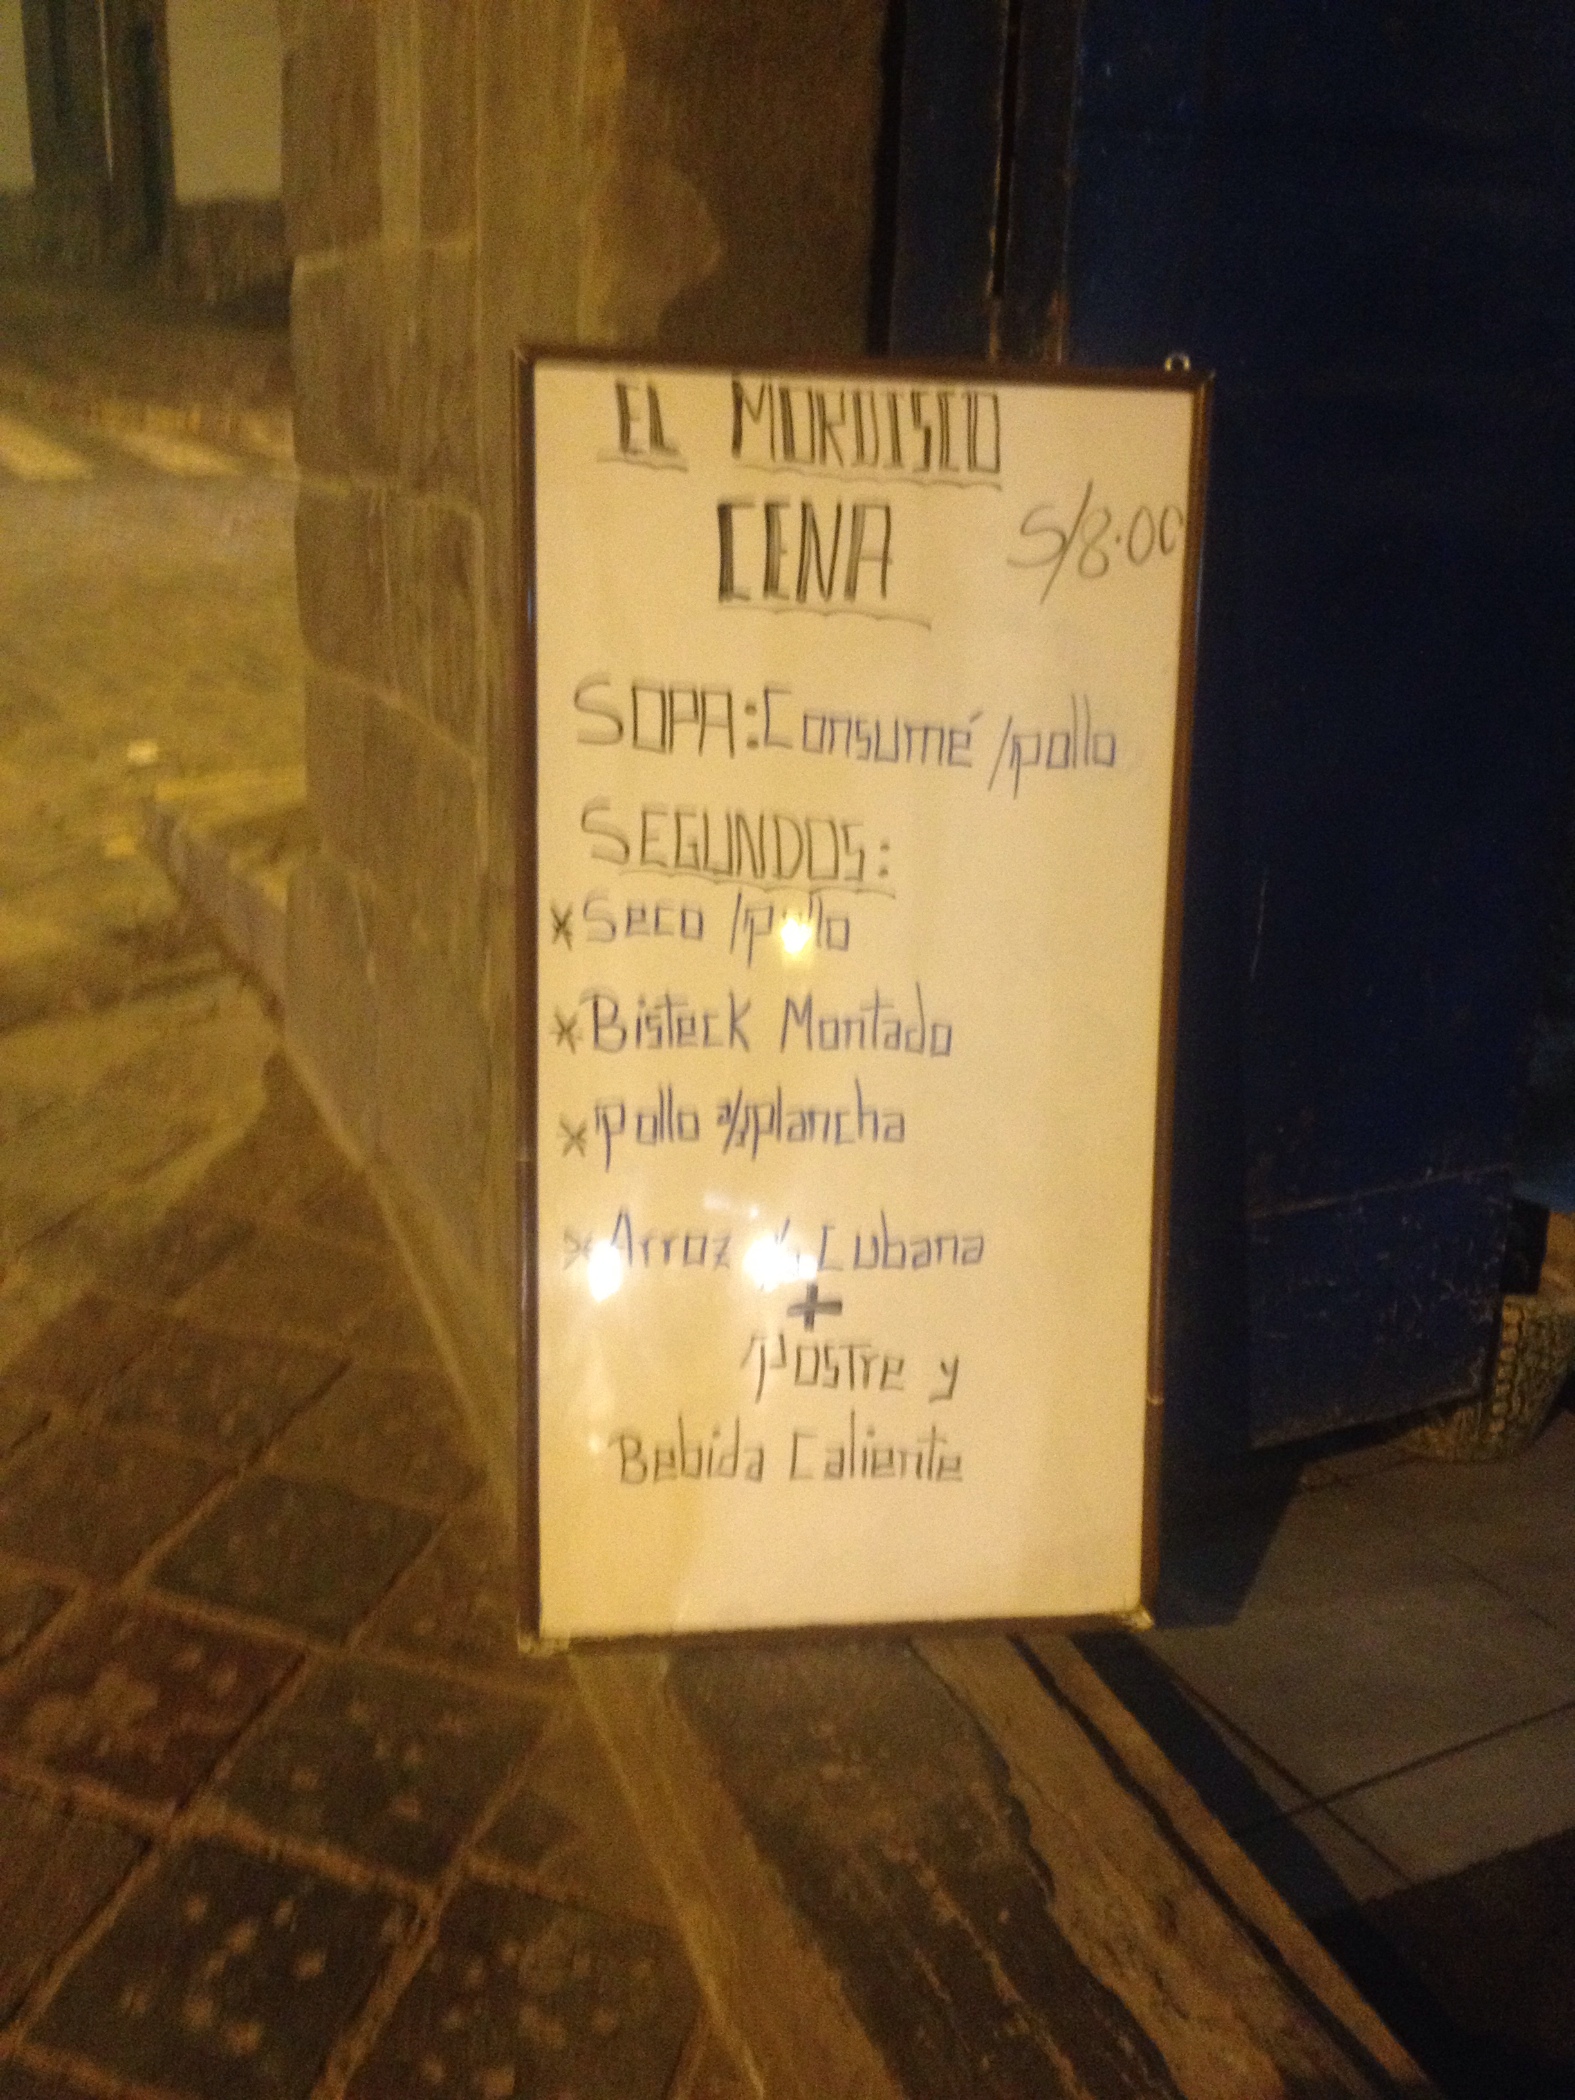 EL MORDISCO
CENA S/8.00
SOPA: Consumé /pollo
SEGUNDOS:
* Seco /pollo
* Bisteck Montado
* Pollo a/plancha
* Arroz Cubana
+
Postre y
Bebida Caliente